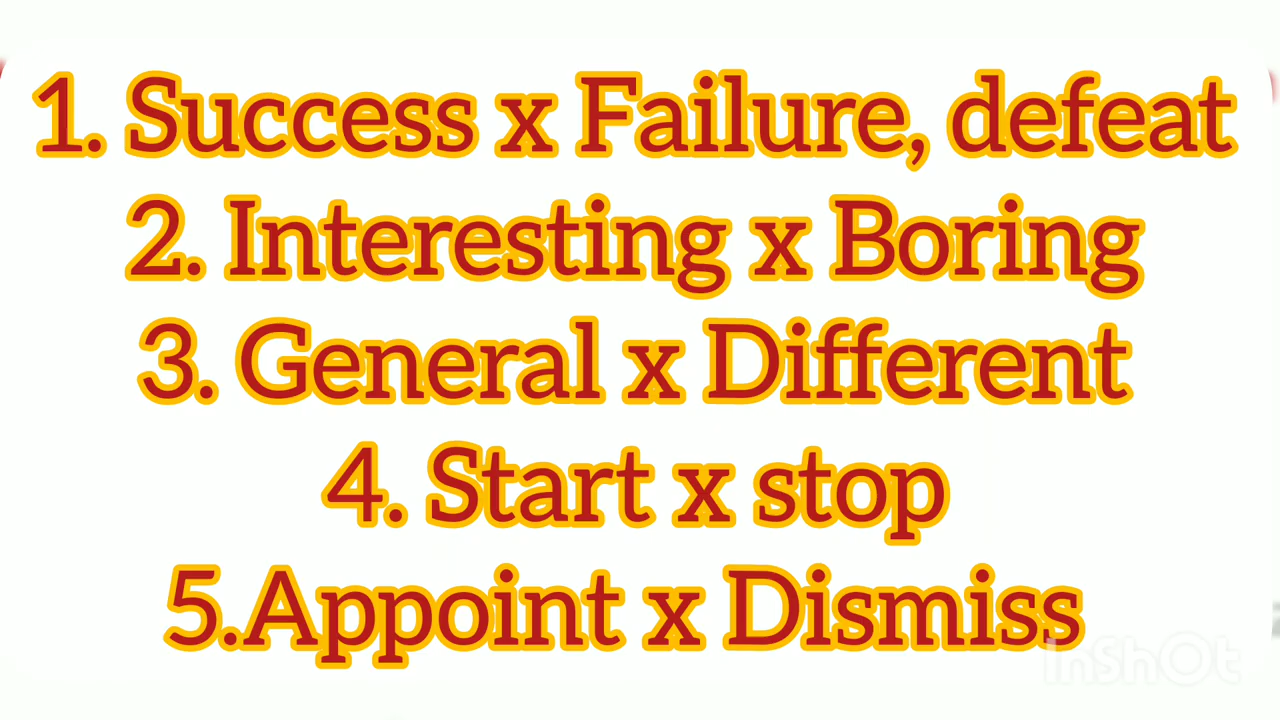 1. Success x Failure, defeat
2. Interesting x Boring
3. General x Different
4. Start x stop
5.Appoint x Dismiss
InShOt